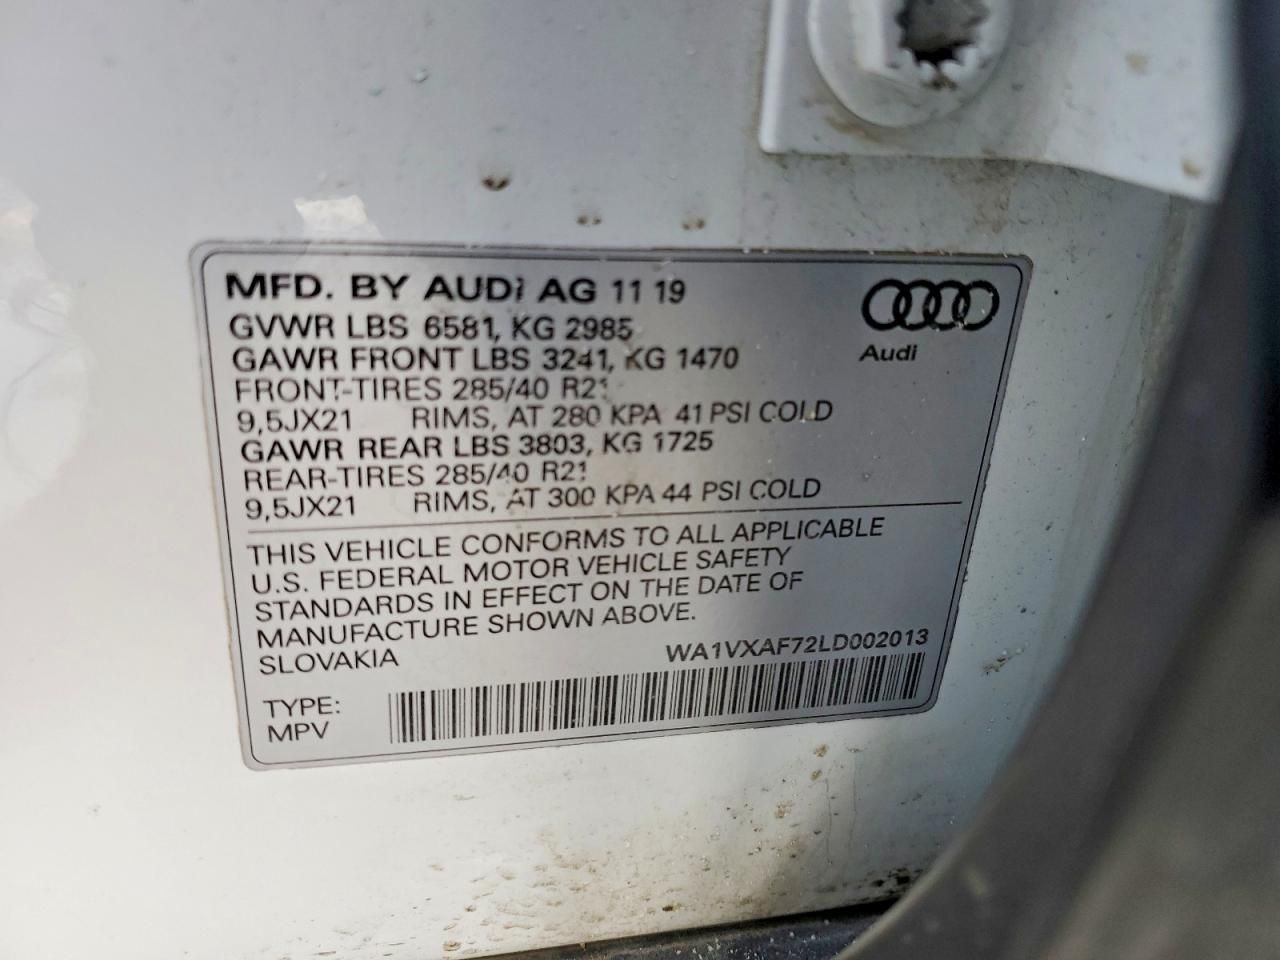 MFD. BY AUDI AG 11 19
GVWR LBS 6581, KG 2985
GAWR FRONT LBS 3241, KG 1470
FRONT-TIRES 285/40 R21
9,5JX21 RIMS, AT 280 KPA 41 PSI COLD
GAWR REAR LBS 3803, KG 1725
REAR-TIRES 285/40 R21
9,5JX21 RIMS, AT 300 KPA 44 PSI COLD
Audi
THIS VEHICLE CONFORMS TO ALL APPLICABLE
U.S. FEDERAL MOTOR VEHICLE SAFETY
STANDARDS IN EFFECT ON THE DATE OF
MANUFACTURE SHOWN ABOVE.
SLOVAKIA WA1VXAF72LD002013
TYPE:
MPV